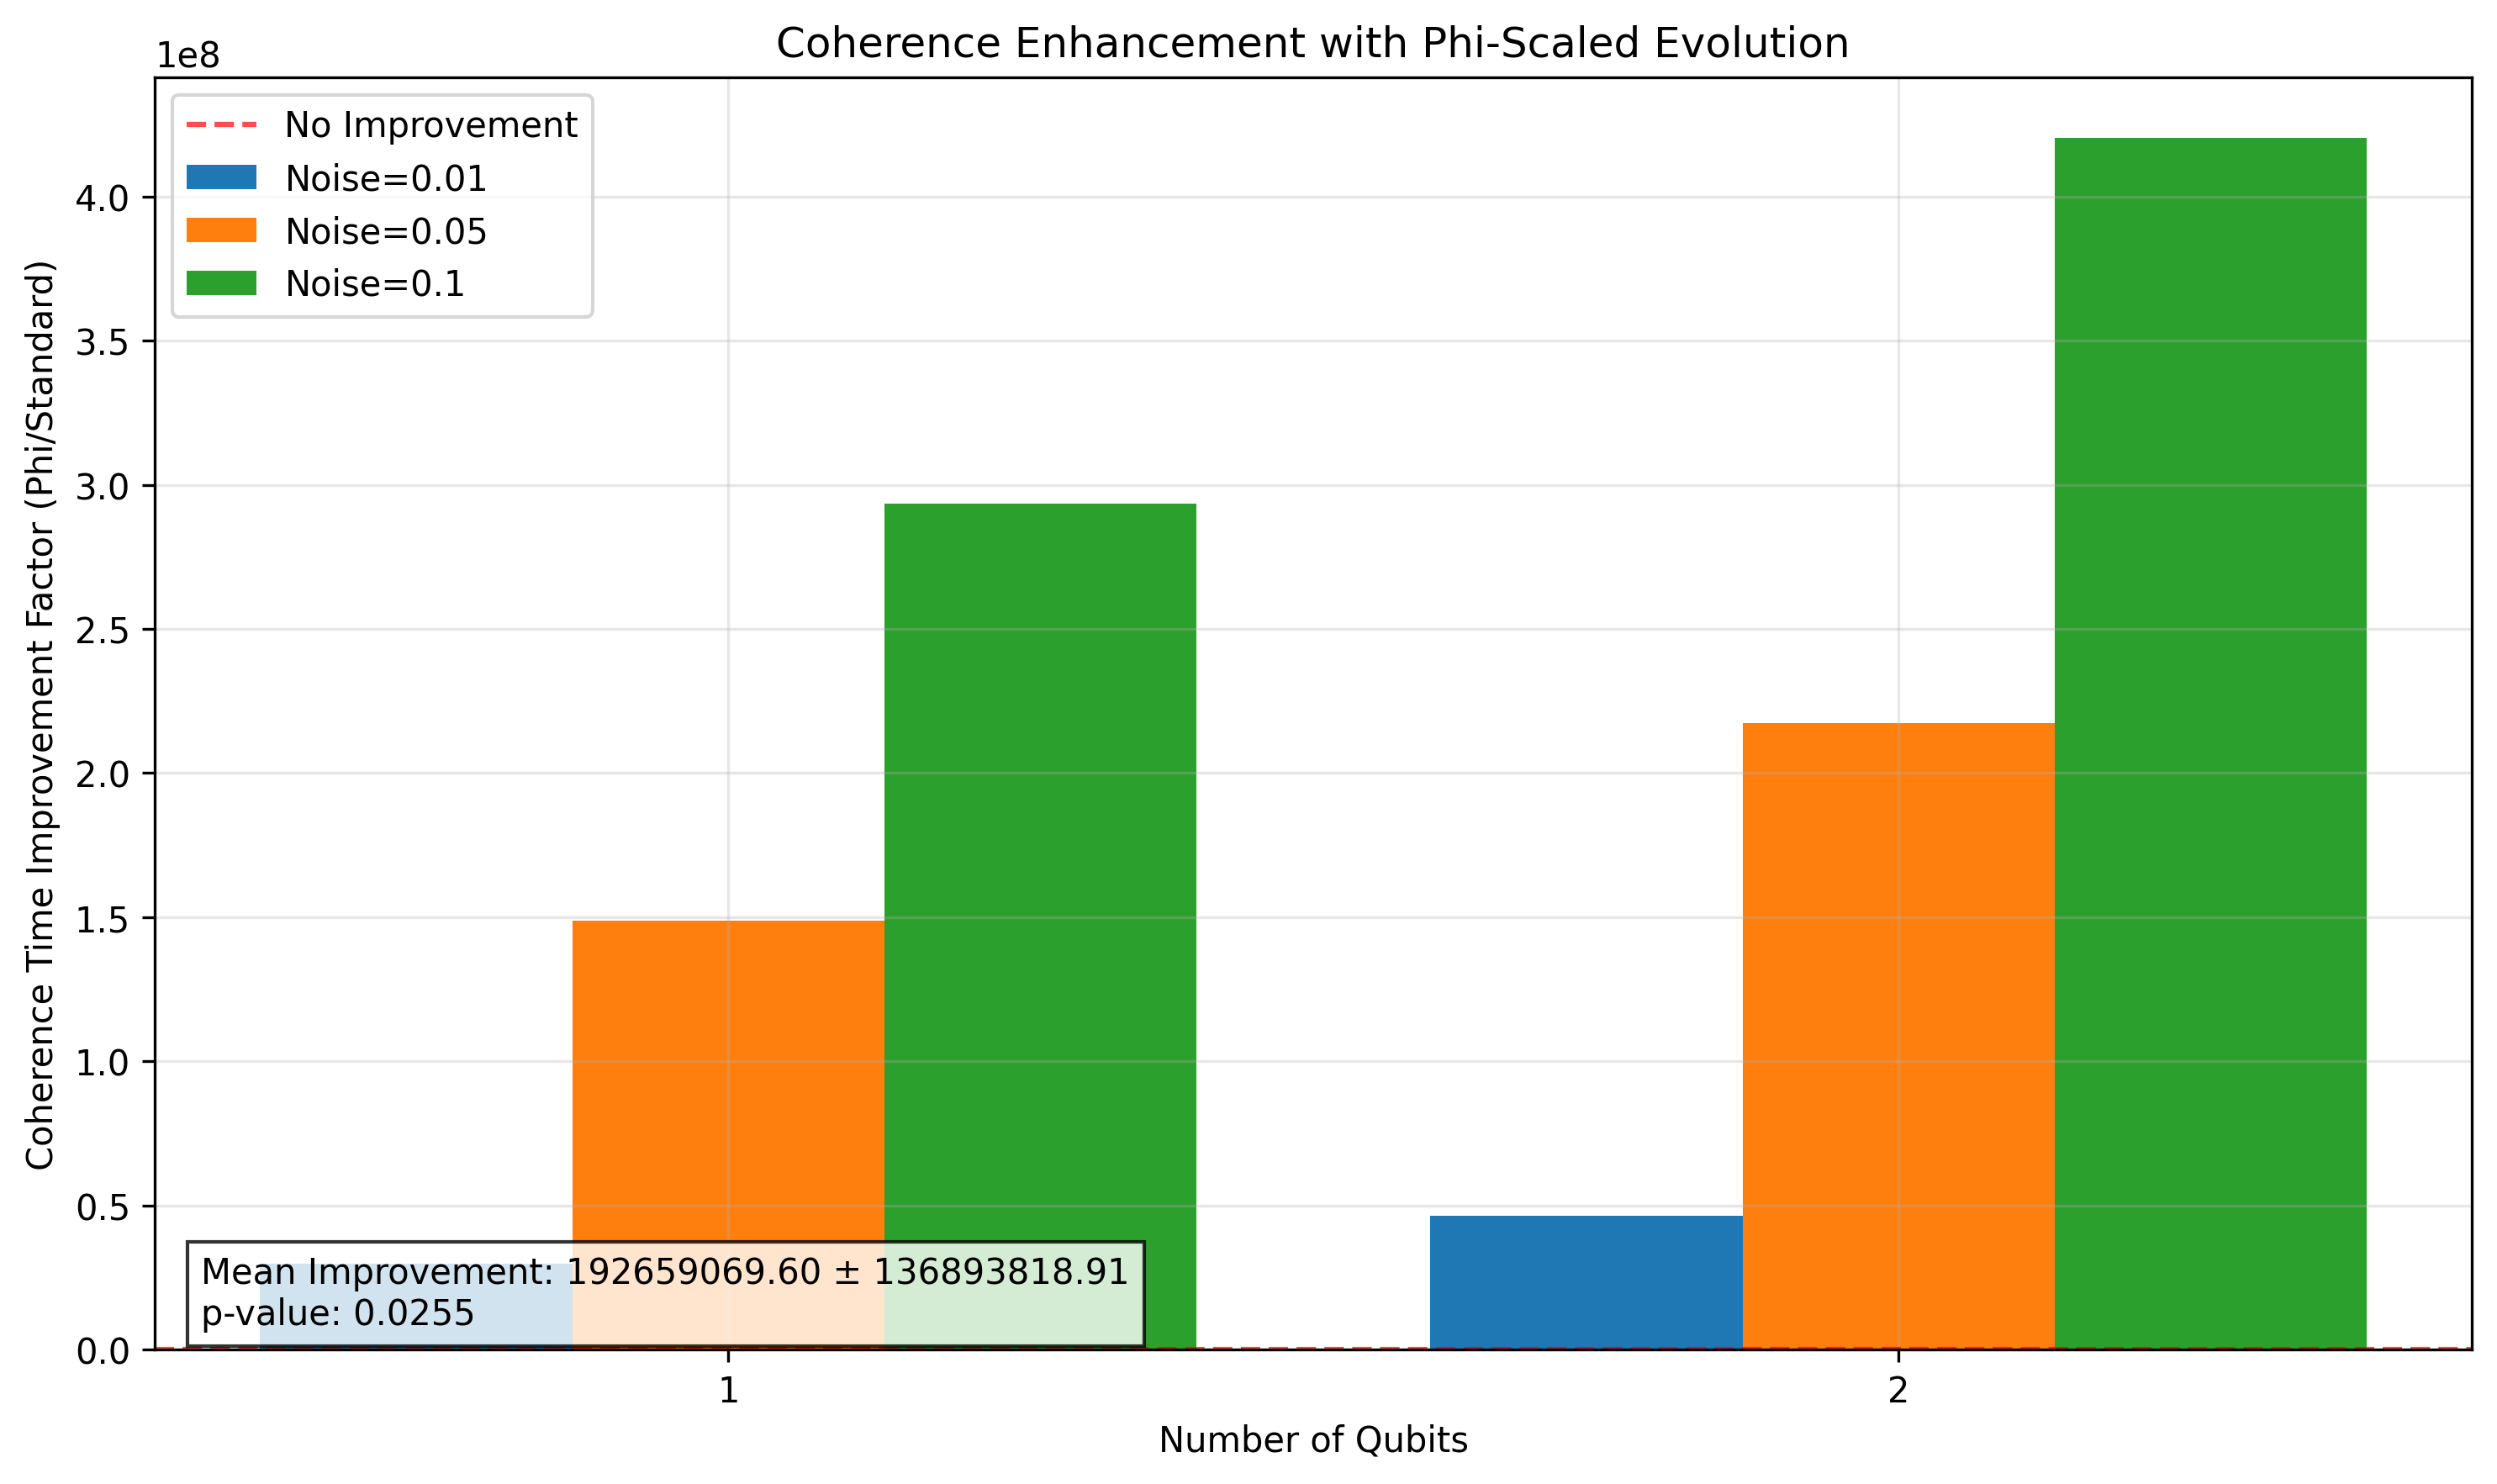 Coherence Enhancement with Phi-Scaled Evolution
1e8
No Improvement
Noise=0.01
Noise=0.05
Noise=0.1
Coherence Time Improvement Factor (Phi/Standard)
4.0
3.5
3.0
2.5
2.0
1.5
1.0
0.5
0.0
Mean Improvement: 192659069.60 ± 136893818.91
p-value: 0.0255
1 2
Number of Qubits